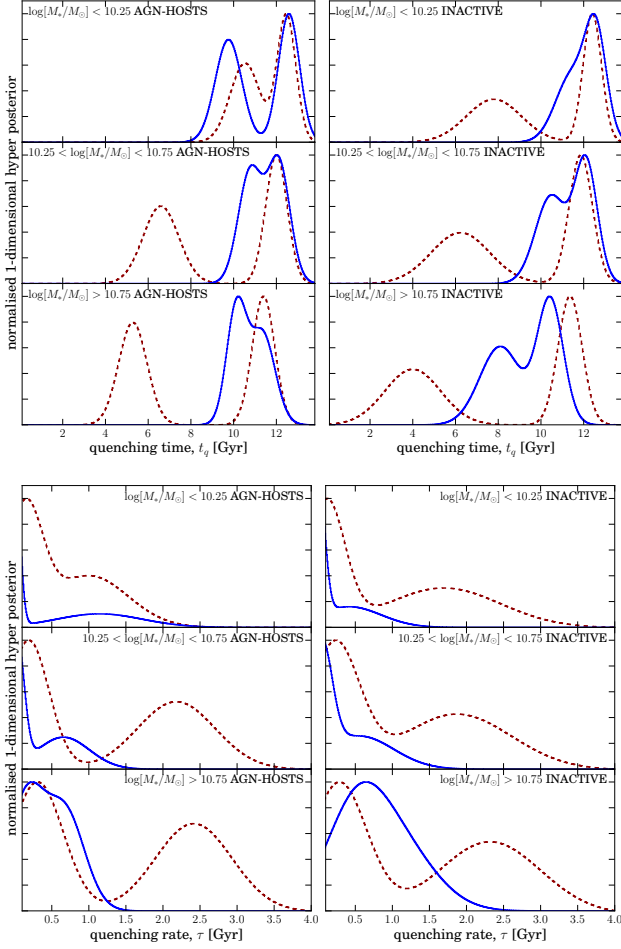 log[M*/M⊙] < 10.25 AGN-HOSTS
log[M*/M⊙] < 10.25 INACTIVE
10.25 < log[M*/M⊙] < 10.75 AGN-HOSTS
10.25 < log[M*/M⊙] < 10.75 INACTIVE
log[M*/M⊙] > 10.75 AGN-HOSTS
log[M*/M⊙] > 10.75 INACTIVE
normalised 1-dimensional hyper posterior
2 4 6 8 10 12
2 4 6 8 10 12
quenching time, t_q [Gyr]
quenching time, t_q [Gyr]
log[M*/M⊙] < 10.25 AGN-HOSTS
log[M*/M⊙] < 10.25 INACTIVE
10.25 < log[M*/M⊙] < 10.75 AGN-HOSTS
10.25 < log[M*/M⊙] < 10.75 INACTIVE
log[M*/M⊙] > 10.75 AGN-HOSTS
log[M*/M⊙] > 10.75 INACTIVE
normalised 1-dimensional hyper posterior
0.5 1.0 1.5 2.0 2.5 3.0 3.5 4.0
0.5 1.0 1.5 2.0 2.5 3.0 3.5 4.0
quenching rate, τ [Gyr]
quenching rate, τ [Gyr]